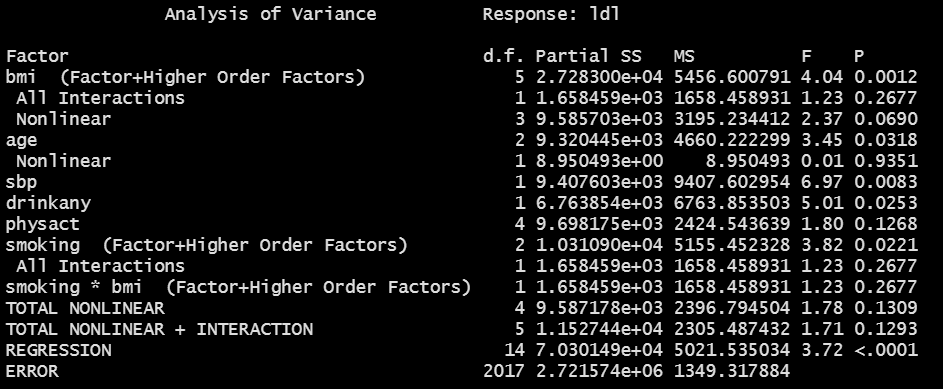 Analysis of Variance          Response: ldl
Factor d.f. Partial SS MS F P
bmi (Factor+Higher Order Factors) 5 2.728300e+04 5456.600791 4.04 0.0012
All Interactions 1 1.658459e+03 1658.458931 1.23 0.2677
Nonlinear 3 9.585703e+03 3195.234412 2.37 0.0690
age 2 9.320445e+03 4660.222299 3.45 0.0318
Nonlinear 1 8.950493e+00 8.950493 0.01 0.9351
sbp 1 9.407603e+03 9407.602954 6.97 0.0083
drinkany 1 6.763854e+03 6763.853503 5.01 0.0253
physact 4 9.698175e+03 2424.543639 1.80 0.1268
smoking (Factor+Higher Order Factors) 2 1.031090e+04 5155.452328 3.82 0.0221
All Interactions 1 1.658459e+03 1658.458931 1.23 0.2677
smoking * bmi (Factor+Higher Order Factors) 1 1.658459e+03 1658.458931 1.23 0.2677
TOTAL NONLINEAR 4 9.587178e+03 2396.794504 1.78 0.1309
TOTAL NONLINEAR + INTERACTION 5 1.152744e+04 2305.487432 1.71 0.1293
REGRESSION 14 7.030149e+04 5021.535034 3.72 <.0001
ERROR 2017 2.721574e+06 1349.317884